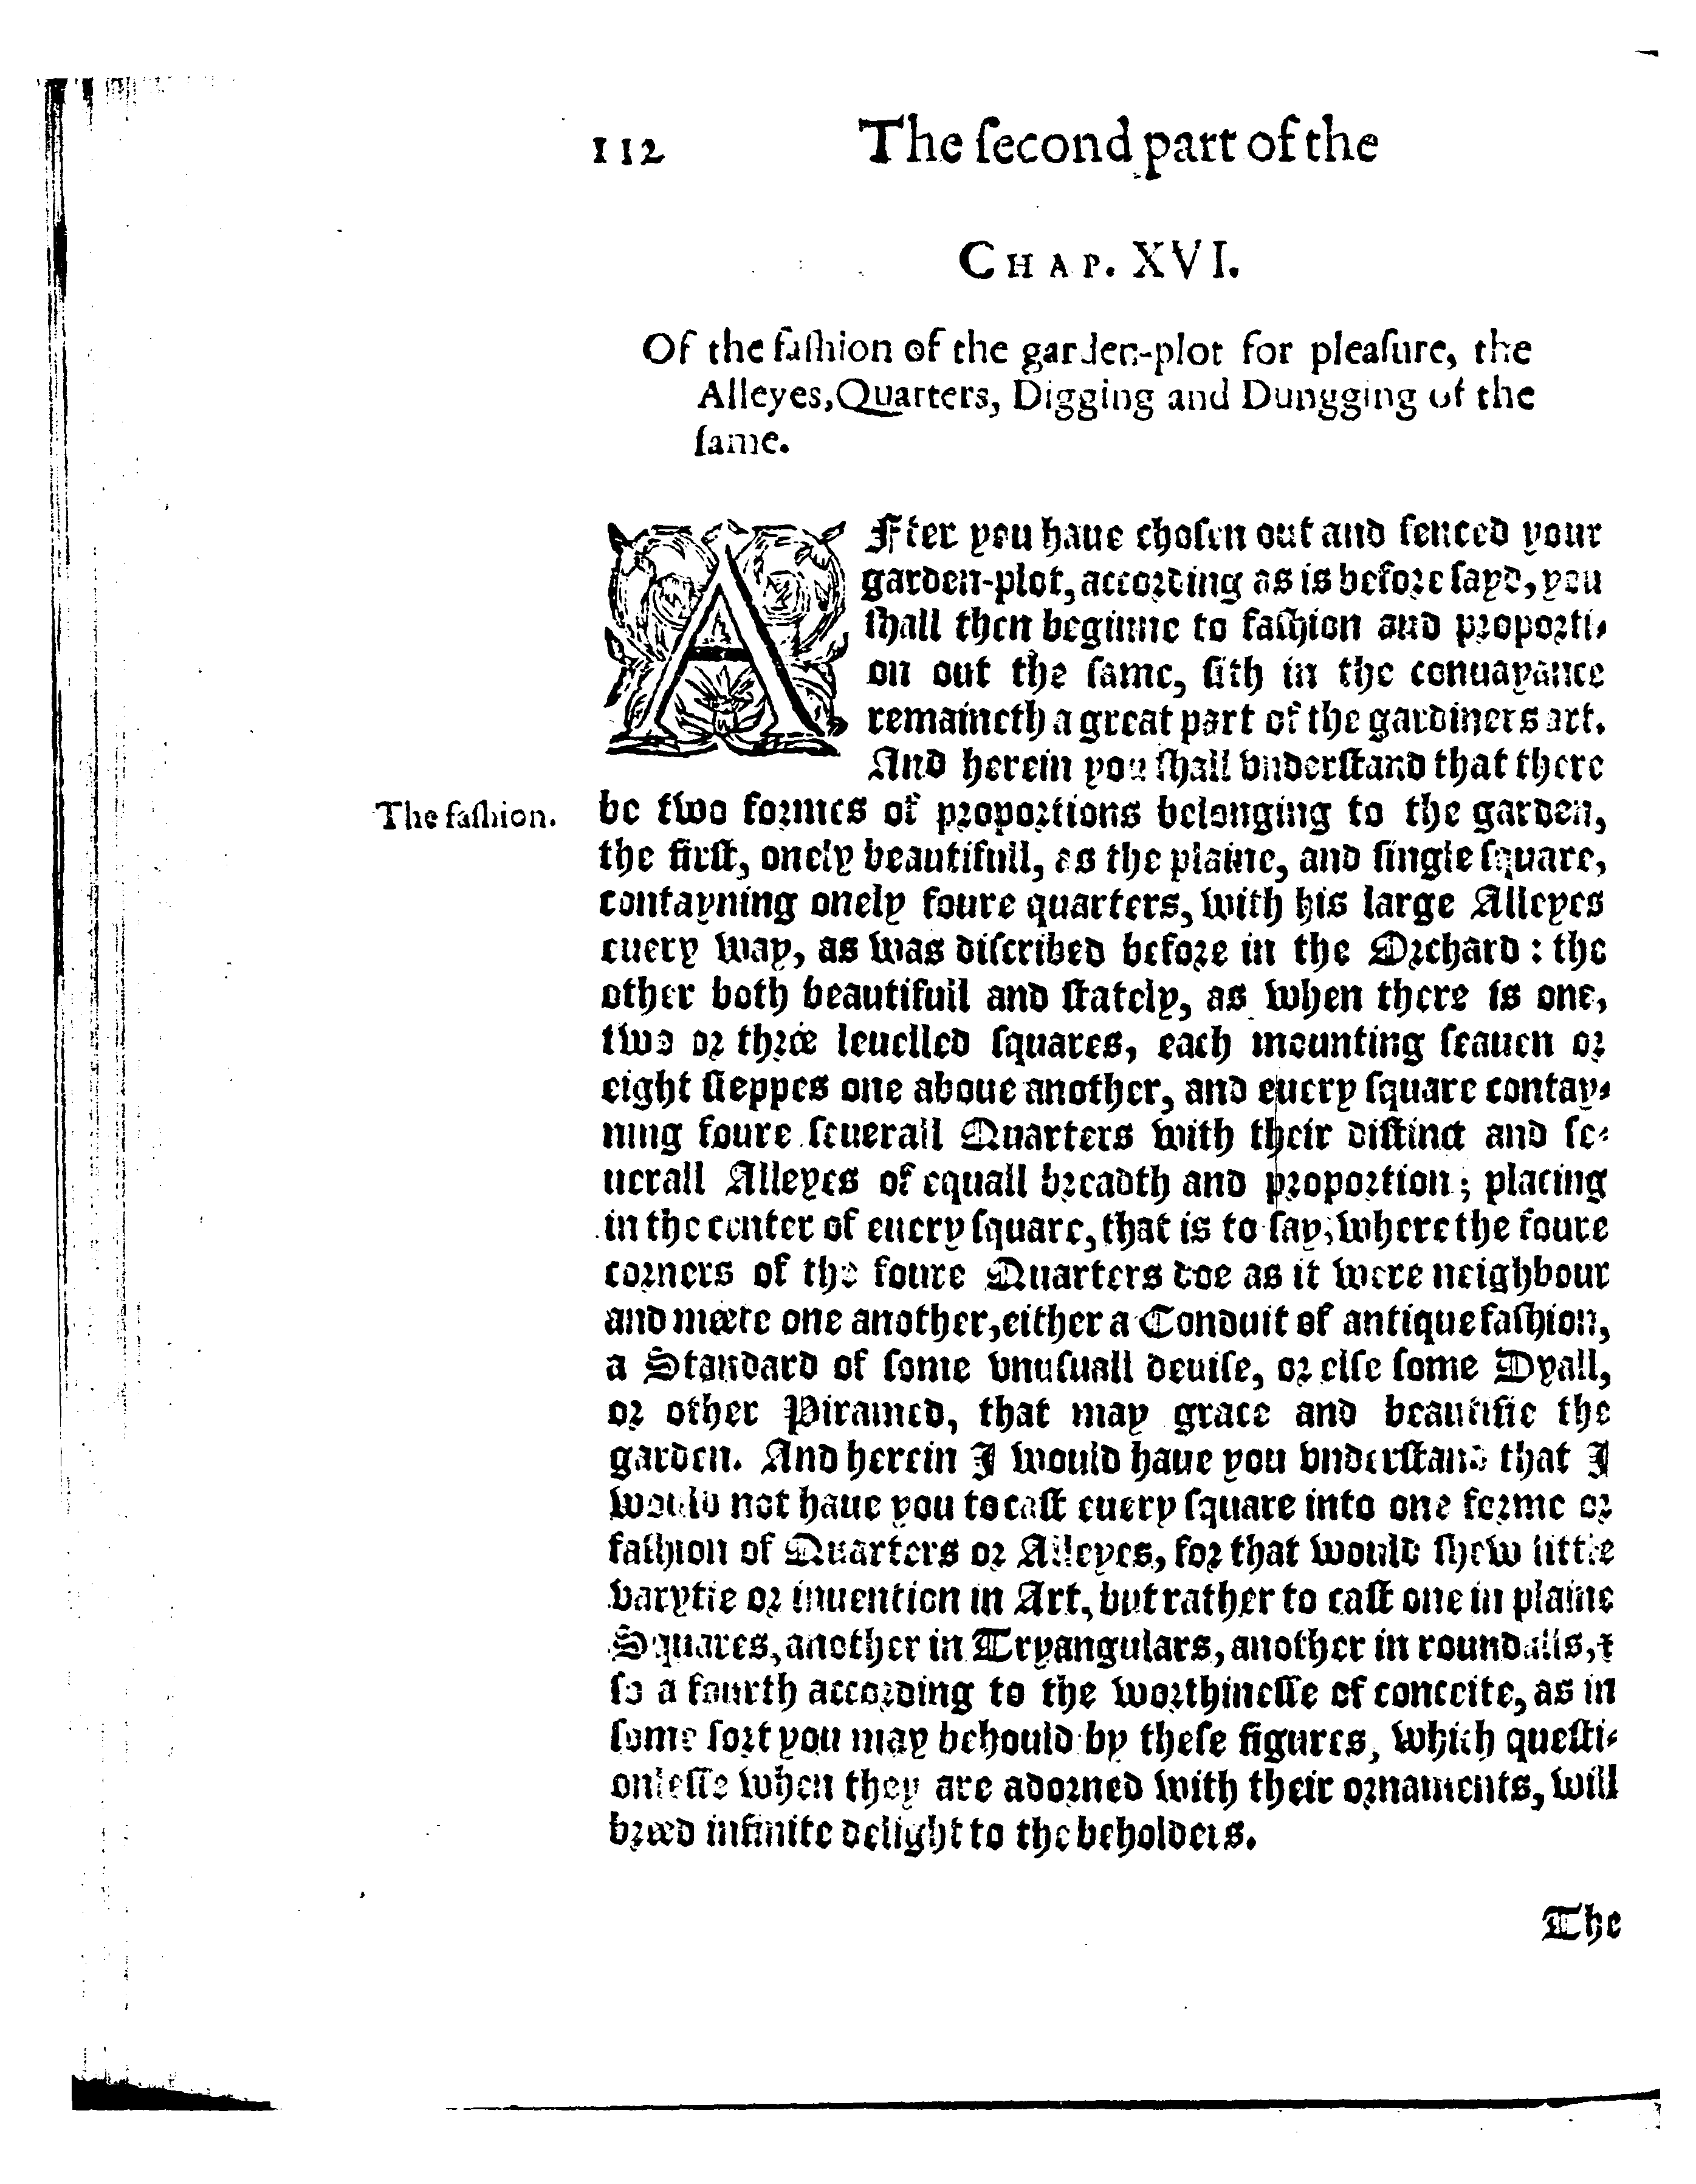 112 The ſecond part of the
CHAP. XVI.
Of the faſhion of the garden-plot for pleaſure, the
Alleyes, Quarters, Digging and Dungging of the
ſame.
AFter you haue choſen out and fenced your
garden-plot, according as is before ſayd, you
ſhall then beginne to faſhion and proporti-
on out the ſame, ſith in the conuayance
remaineth a great part of the gardiners art.
And herein you ſhall vnderſtand that there
The faſhion.
be two formes of proportions belonging to the garden,
the firſt, onely beautifull, as the plaine, and ſingle ſquare,
contayning onely foure quarters, with his large Alleyes
euery way, as was diſcribed before in the Orchard: the
other both beautifull and ſtately, as when there is one,
two or thrée leuelled ſquares, each mounting ſeauen or
eight ſteppes one aboue another, and euery ſquare contay-
ning foure ſeuerall Quarters with their diſtinct and ſe-
uerall Alleyes of equall breadth and proportion; placing
in the center of euery ſquare, that is to ſay, where the foure
corners of the foure Quarters doe as it were neighbour
and méete one another, either a Conduit of antique faſhion,
a Standard of ſome vnuſuall deuiſe, or elſe ſome Dyall,
or other Piramed, that may grace and beautifie the
garden. And herein I would haue you vnderſtand that I
would not haue you to caſt euery ſquare into one forme or
faſhion of Quarters or Alleyes, for that would ſhew little
varytie or inuention in Art, but rather to caſt one in plaine
Squares, another in Tryangulars, another in roundalls, &
ſo a fourth according to the worthineſſe of conceite, as in
ſome ſort you may behould by theſe figures, which queſti-
onleſſe when they are adorned with their ornaments, will
bréed infinite delight to the beholders.
The